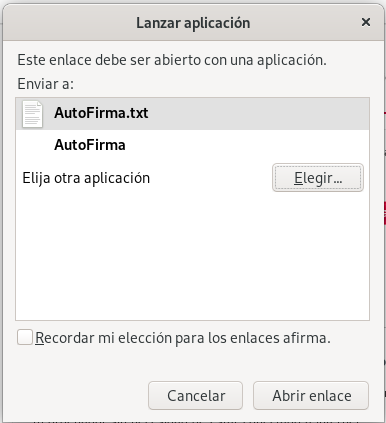 Lanzar aplicación
Este enlace debe ser abierto con una aplicación.
Enviar a:
AutoFirma.txt
AutoFirma
Elija otra aplicación
Elegir...
Recordar mi elección para los enlaces afirma.
Cancelar
Abrir enlace